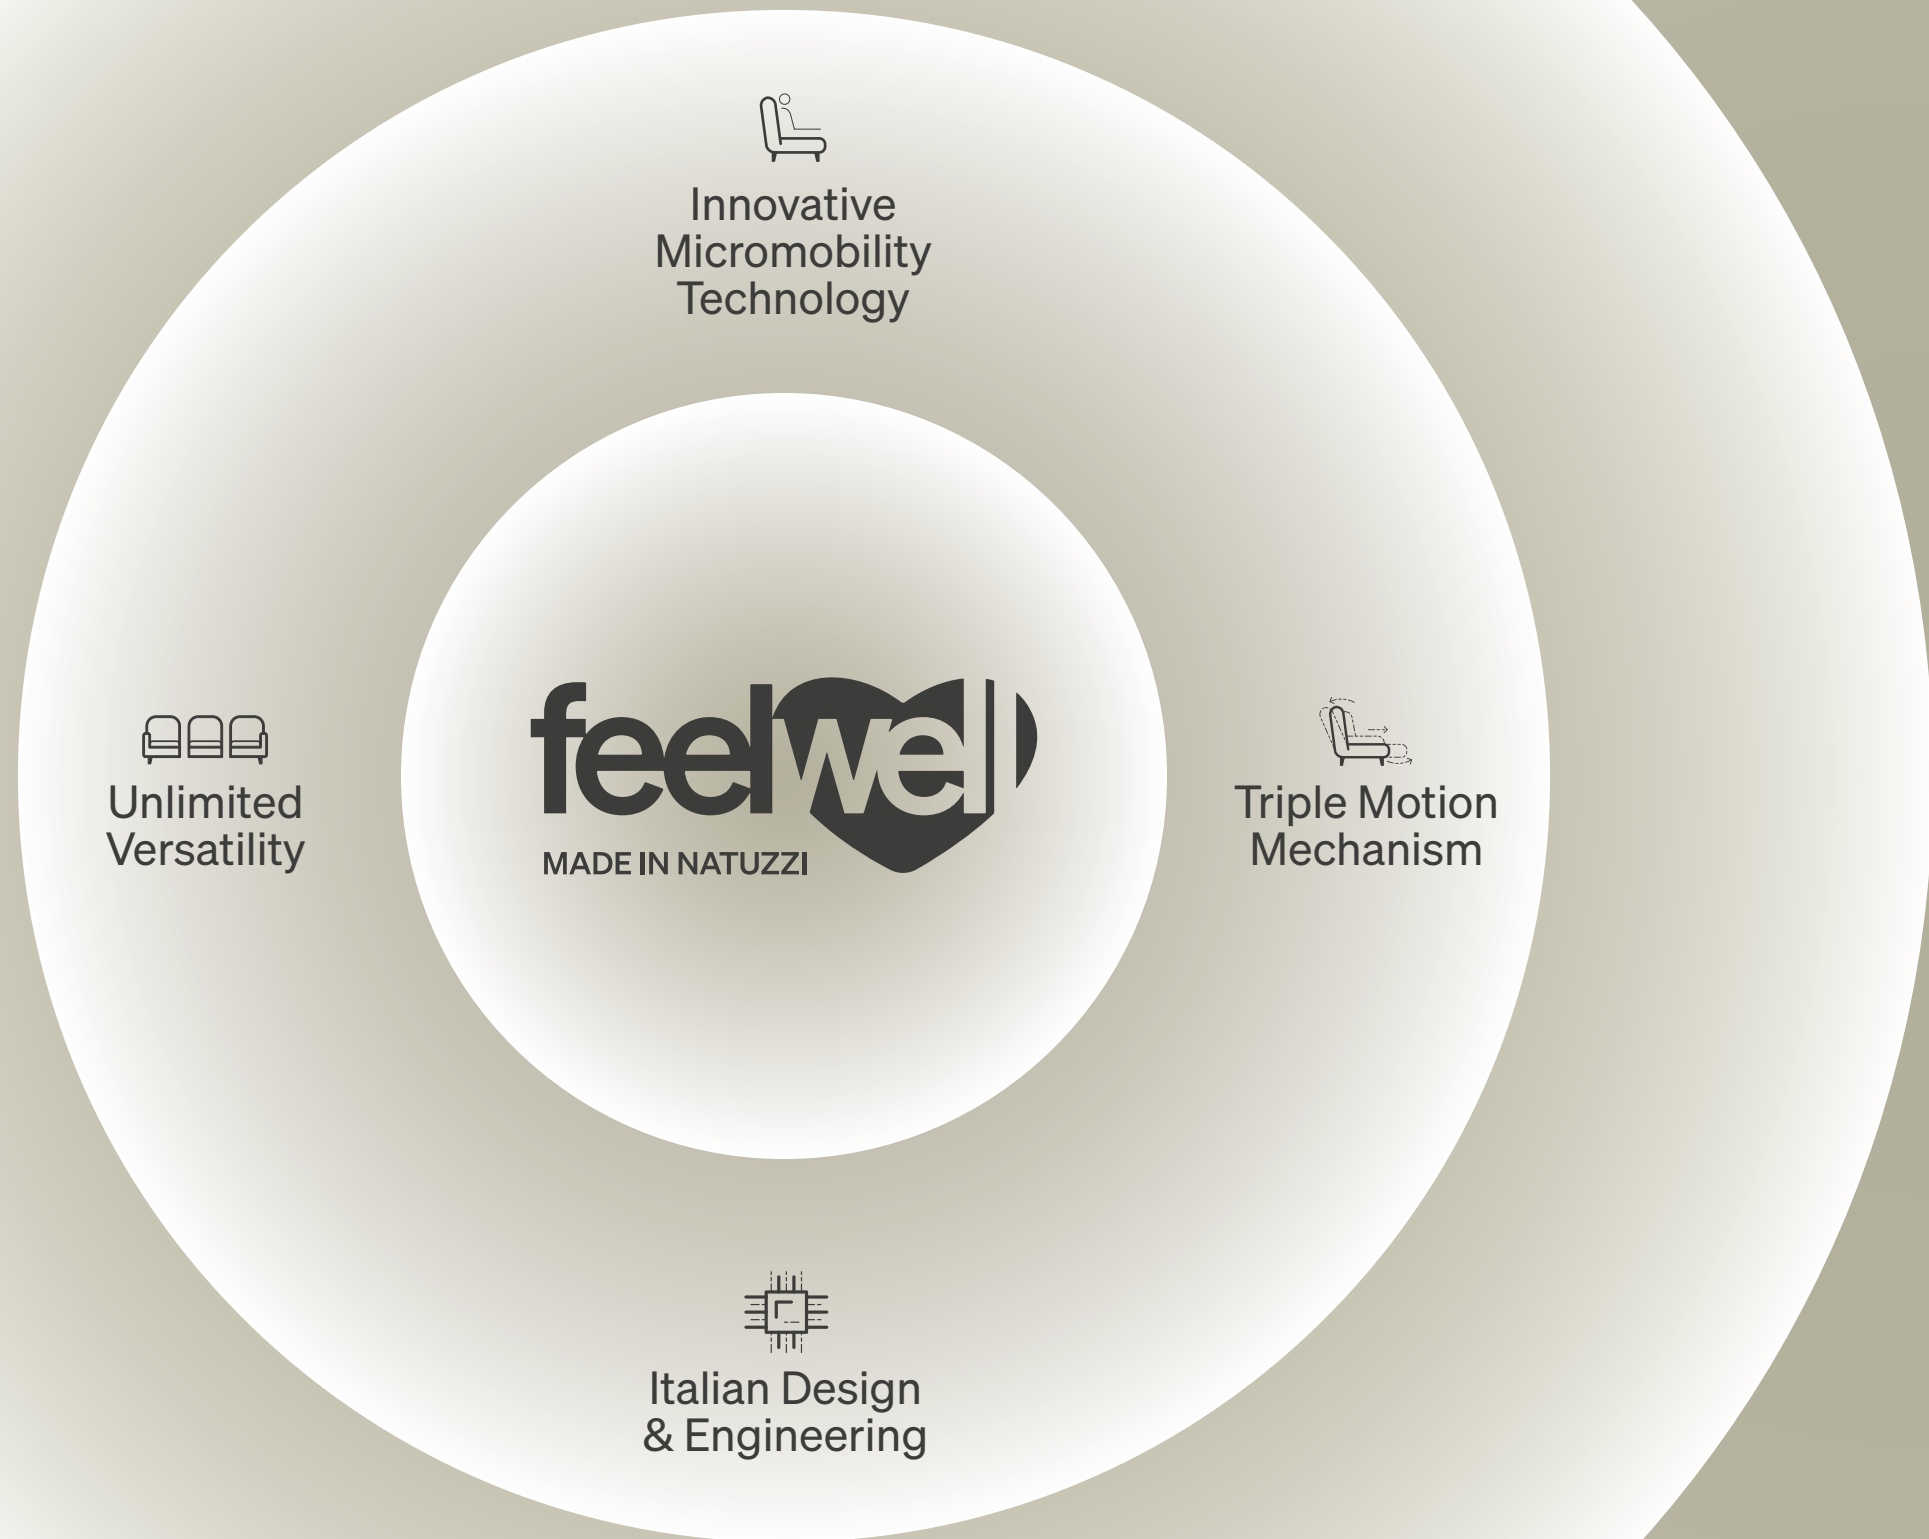 Innovative
Micromobility
Technology
Unlimited
Versatility
feelwell
MADE IN NATUZZI
Triple Motion
Mechanism
Italian Design
& Engineering